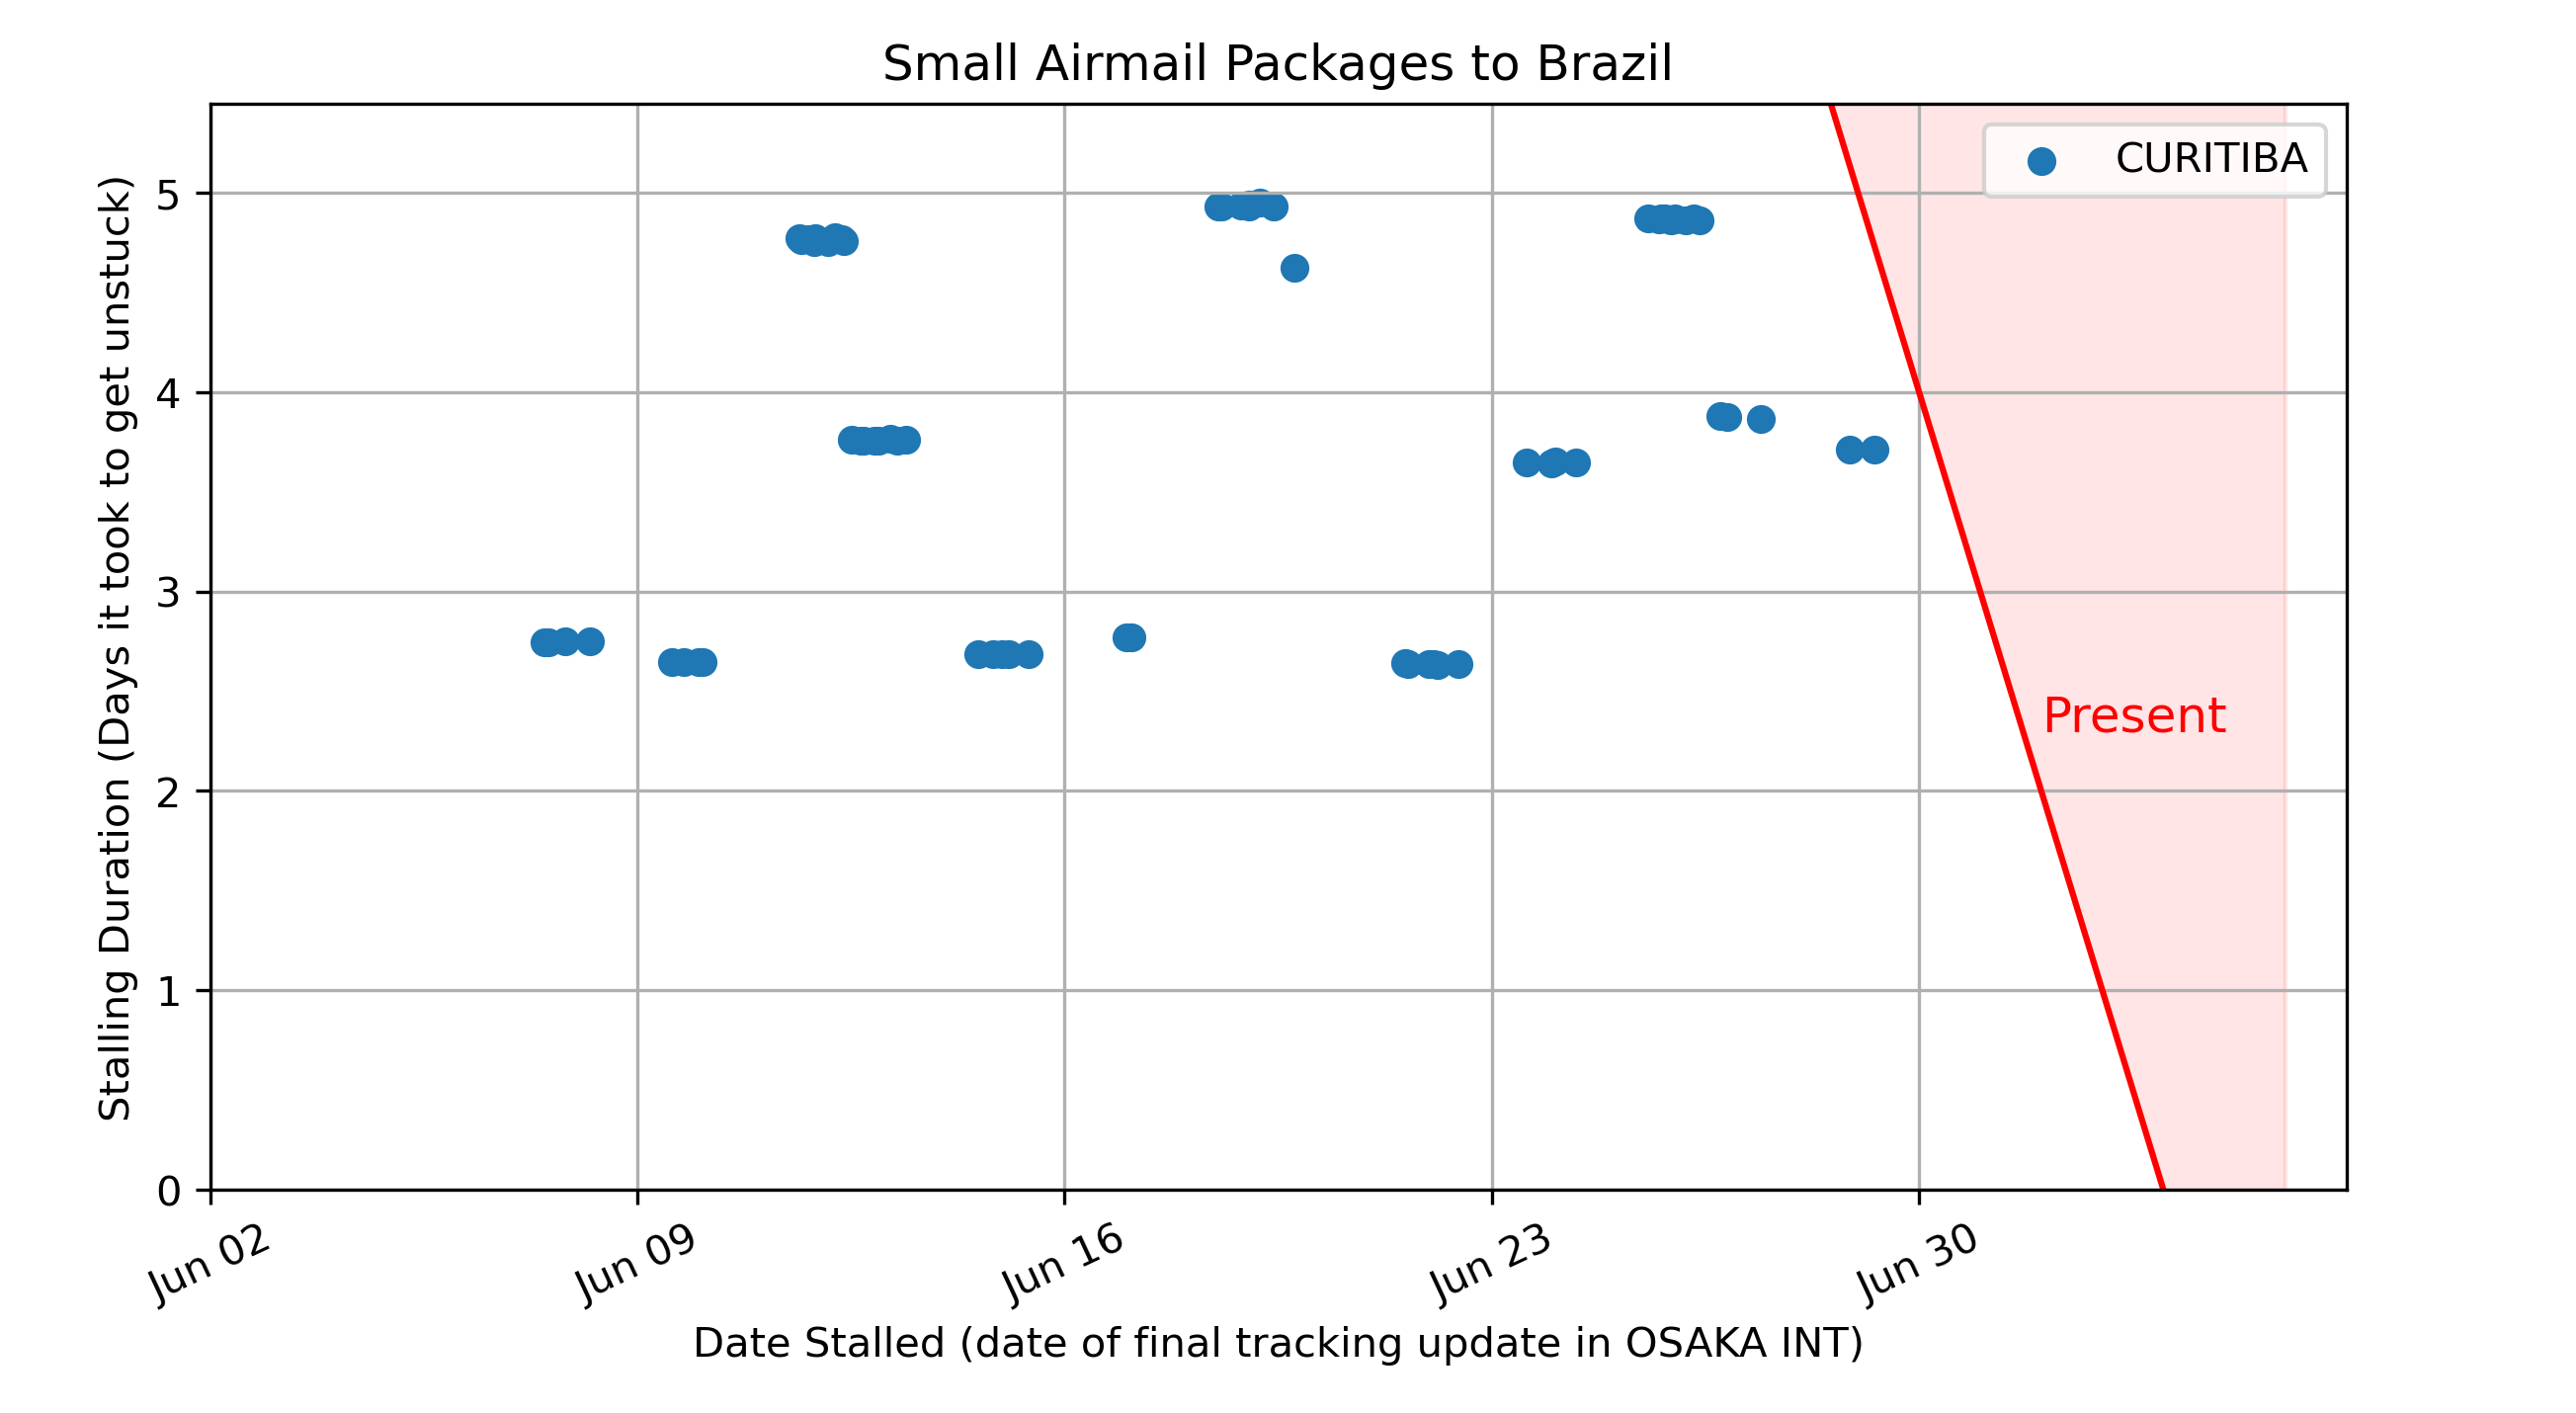 Small Airmail Packages to Brazil
CURITIBA
Stalling Duration (Days it took to get unstuck)
5
4
3
2
1
0
Present
Jun 02
Jun 09
Jun 16
Jun 23
Jun 30
Date Stalled (date of final tracking update in OSAKA INT)